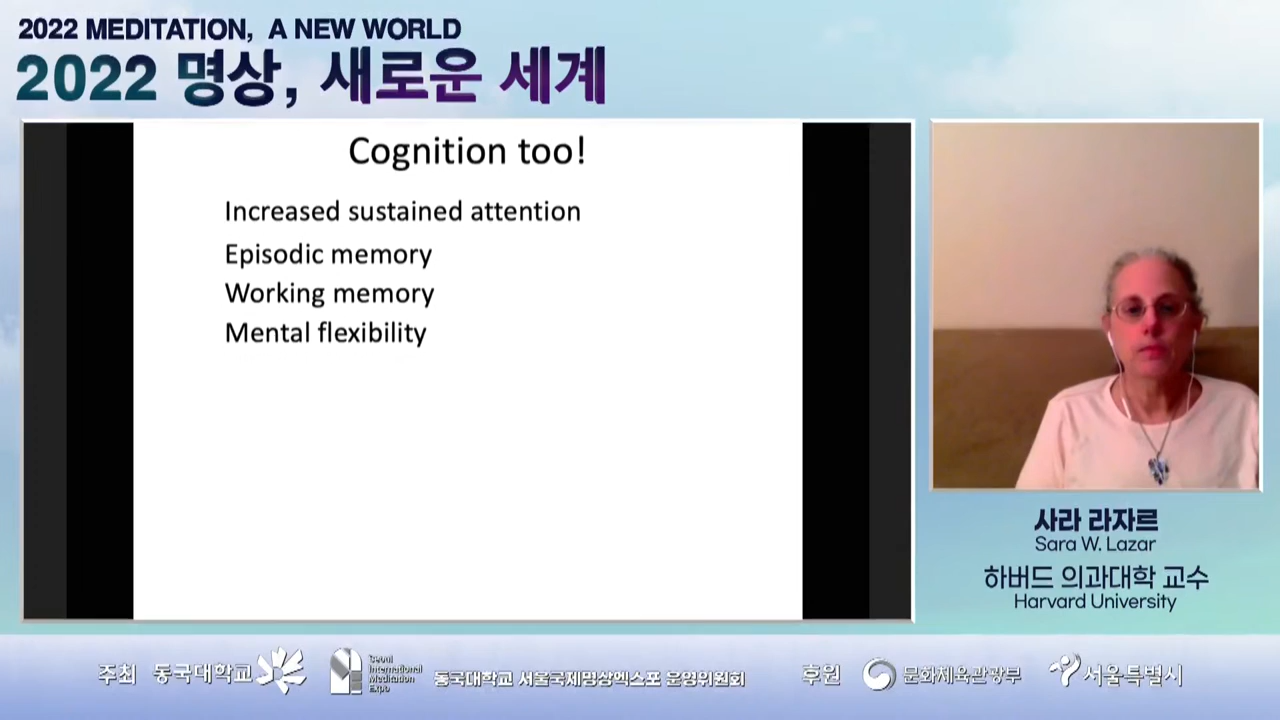 2022 MEDITATION, A NEW WORLD
2022 명상, 새로운 세계
Cognition too!
Increased sustained attention
Episodic memory
Working memory
Mental flexibility
사라 라자르
Sara W. Lazar
하버드 의과대학 교수
Harvard University
주최 동국대학교
Seoul
International
Meditation
Expo
동국대학교 서울국제명상엑스포 운영위원회
후원 문화체육관광부 서울특별시